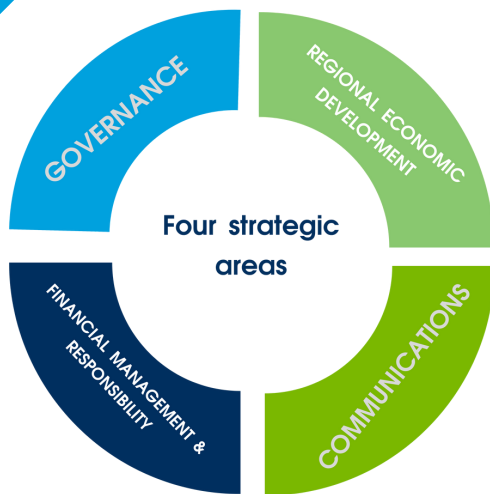 GOVERNANCE
REGIONAL ECONOMIC
DEVELOPMENT
Four strategic
areas
FINANCIAL MANAGEMENT &
RESPONSIBILITY
COMMUNICATIONS